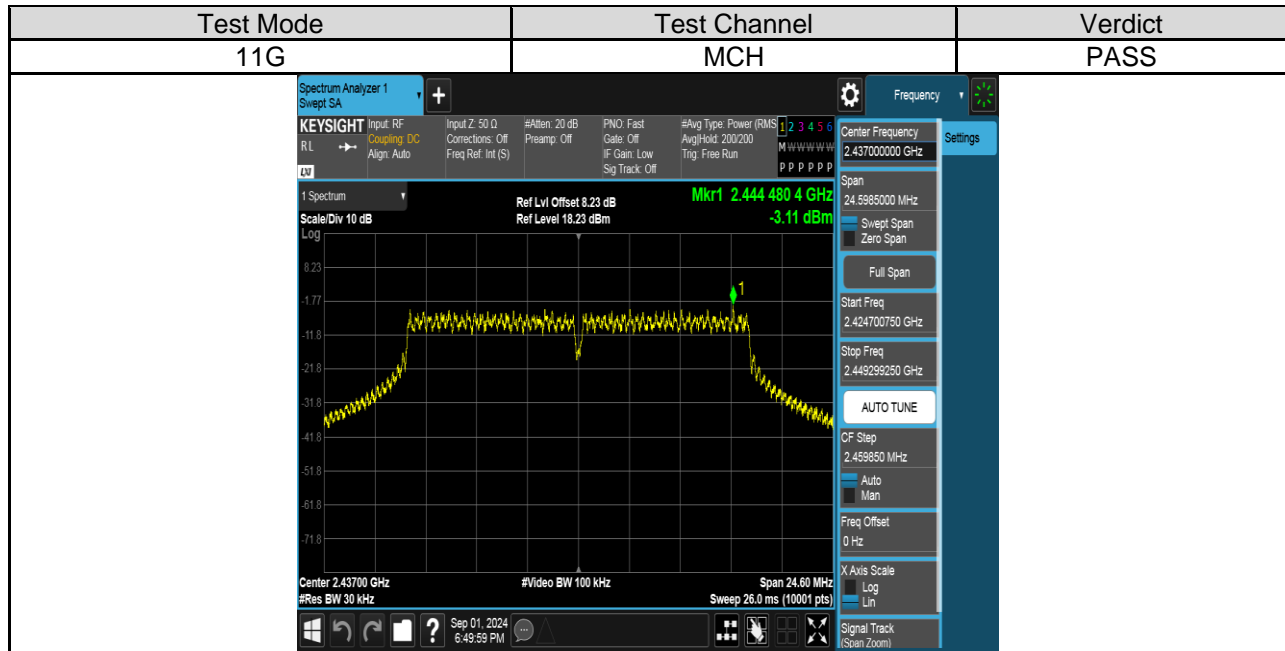 Test Mode Test Channel Verdict
11G MCH PASS
Spectrum Analyzer 1
Swept SA
+
Frequency
KEYSIGHT Input: RF Input Z: 50 Ω #Atten: 20 dB PNO: Fast #Avg Type: Power (RMS 1 2 3 4 5 6
RL Coupling: DC Corrections: Off Preamp: Off Gate: Off Avg|Hold: 200/200 M W W W W W
Align: Auto Freq Ref: Int (S) IF Gain: Low Trig: Free Run
LXI Sig Track: Off P P P P P P
1 Spectrum
Scale/Div 10 dB
Ref Lvl Offset 8.23 dB
Ref Level 18.23 dBm
Mkr1 2.444 480 4 GHz
-3.11 dBm
Log
8.23
1
-1.77
-11.8
-21.8
-31.8
-41.8
-51.8
-61.8
-71.8
Center 2.43700 GHz #Video BW 100 kHz Span 24.60 MHz
#Res BW 30 kHz Sweep 26.0 ms (10001 pts)
?
Sep 01, 2024
6:49:59 PM
Center Frequency
2.437000000 GHz
Settings
Span
24.5985000 MHz
Swept Span
Zero Span
Full Span
Start Freq
2.424700750 GHz
Stop Freq
2.449299250 GHz
AUTO TUNE
CF Step
2.459850 MHz
Auto
Man
Freq Offset
0 Hz
X Axis Scale
Log
Lin
Signal Track
(Span Zoom)